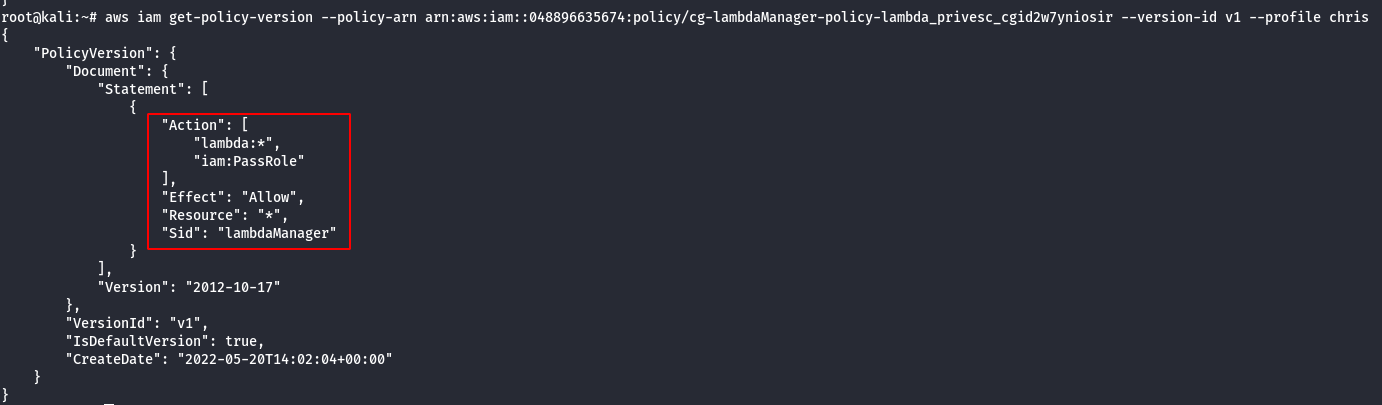 root@kali:~# aws iam get-policy-version --policy-arn arn:aws:iam::048896635674:policy/cg-lambdaManager-policy-lambda_privesc_cgid2w7yniosir --version-id v1 --profile chris
{
    "PolicyVersion": {
        "Document": {
            "Statement": [
                {
                    "Action": [
                        "lambda:*",
                        "iam:PassRole"
                    ],
                    "Effect": "Allow",
                    "Resource": "*",
                    "Sid": "lambdaManager"
                }
            ],
            "Version": "2012-10-17"
        },
        "VersionId": "v1",
        "IsDefaultVersion": true,
        "CreateDate": "2022-05-20T14:02:04+00:00"
    }
}